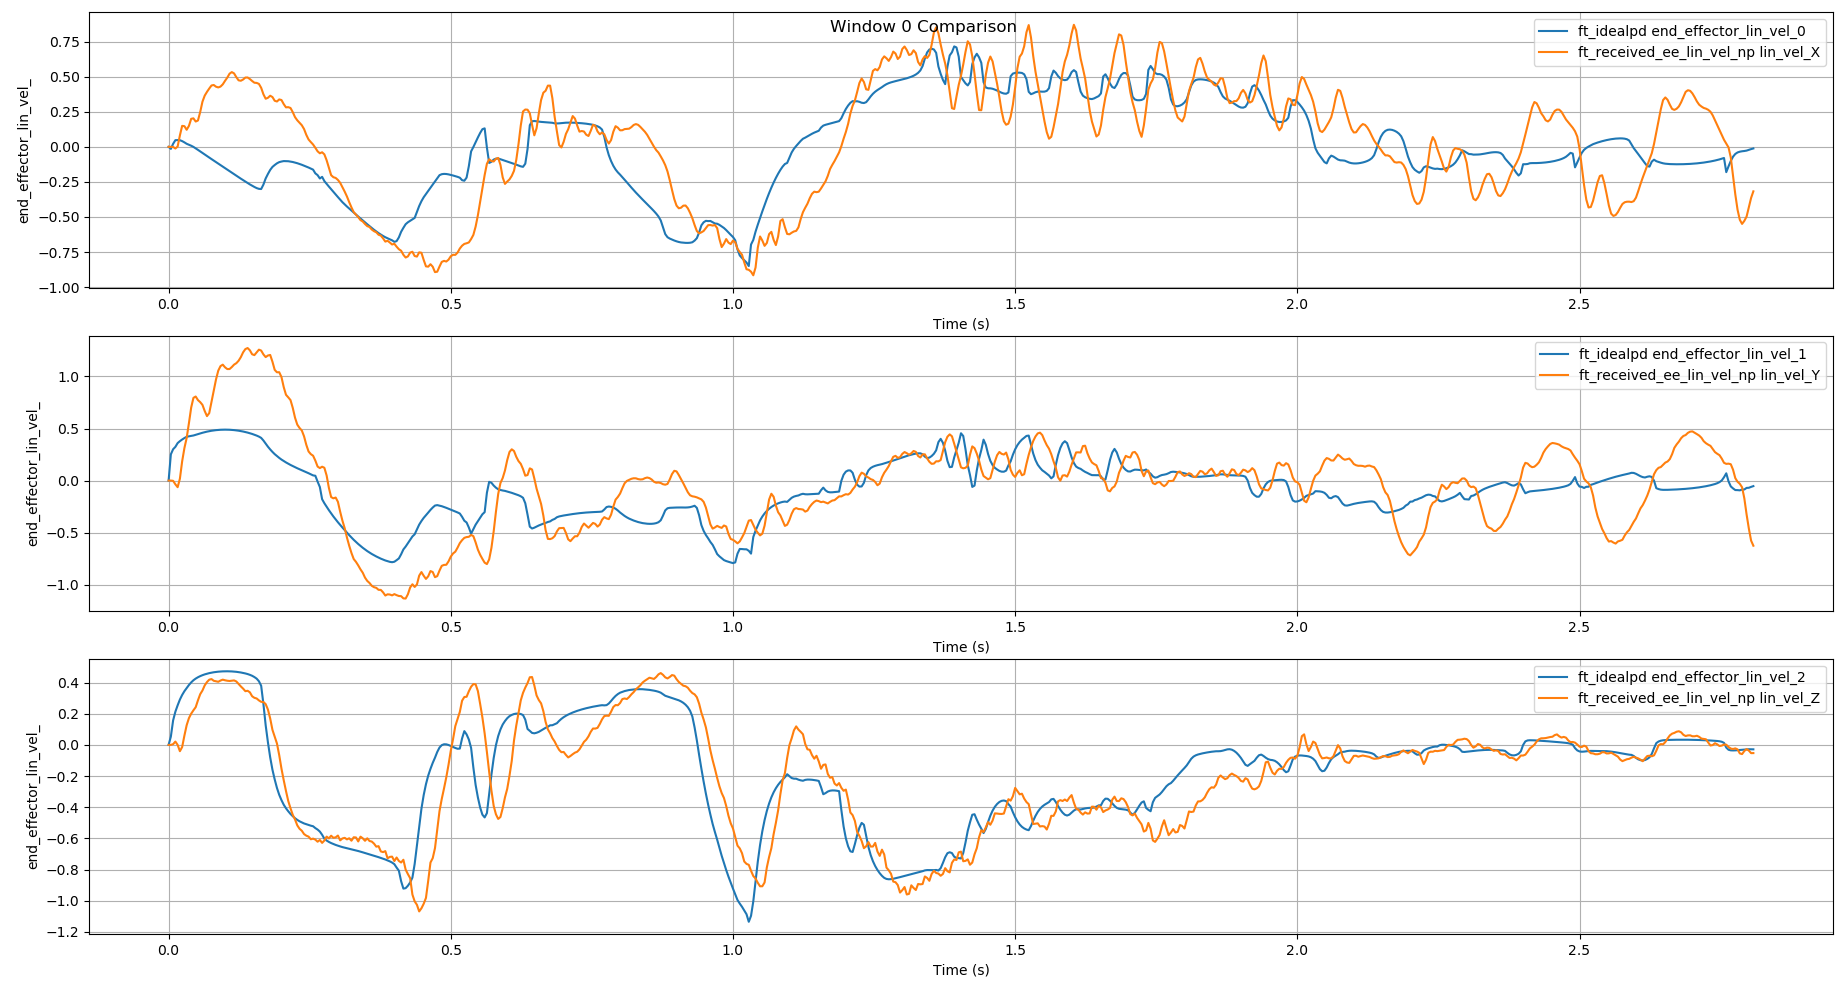 Window 0 Comparison
ft_idealpd end_effector_lin_vel_0
ft_received_ee_lin_vel_np lin_vel_X
0.75
0.50
0.25
0.00
−0.25
−0.50
−0.75
−1.00
end_effector_lin_vel_
0.0 0.5 1.0 1.5 2.0 2.5
Time (s)
ft_idealpd end_effector_lin_vel_1
ft_received_ee_lin_vel_np lin_vel_Y
1.0
0.5
0.0
−0.5
−1.0
end_effector_lin_vel_
0.0 0.5 1.0 1.5 2.0 2.5
Time (s)
ft_idealpd end_effector_lin_vel_2
ft_received_ee_lin_vel_np lin_vel_Z
0.4
0.2
0.0
−0.2
−0.4
−0.6
−0.8
−1.0
−1.2
end_effector_lin_vel_
0.0 0.5 1.0 1.5 2.0 2.5
Time (s)